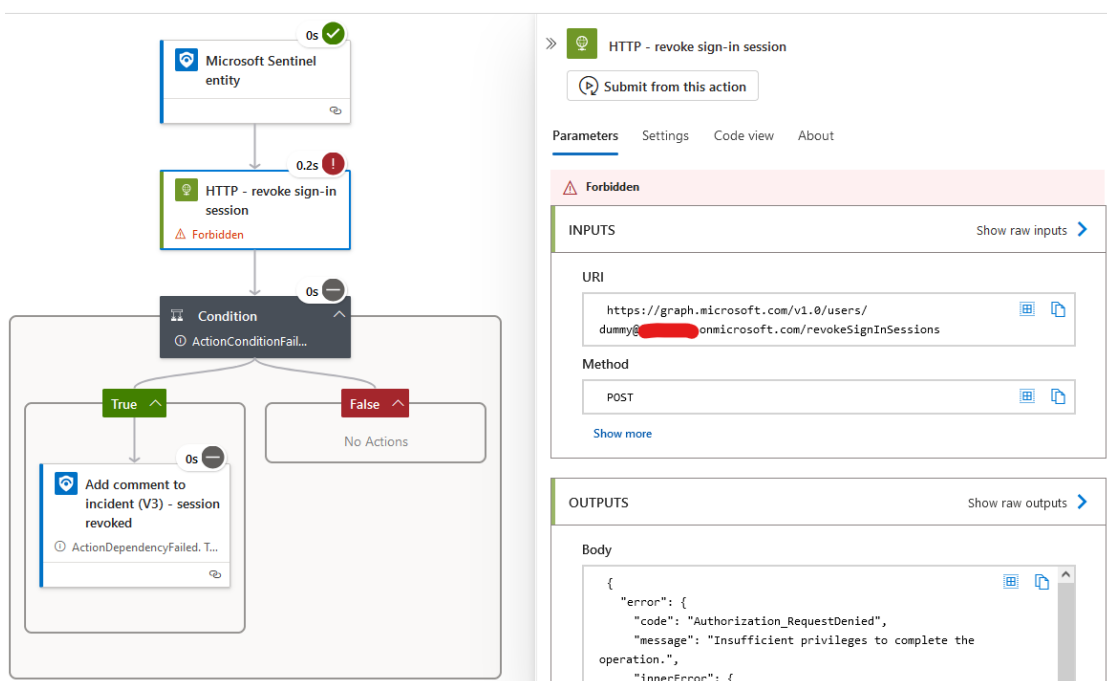 0s
Microsoft Sentinel
entity
0.2s
HTTP - revoke sign-in
session
Forbidden
0s
Condition
ActionConditionFail...
True
False
No Actions
0s
Add comment to
incident (V3) - session
revoked
ActionDependencyFailed. T...
HTTP - revoke sign-in session
Submit from this action
Parameters Settings Code view About
Forbidden
INPUTS Show raw inputs
URI
https://graph.microsoft.com/v1.0/users/
dummy@ onmicrosoft.com/revokeSignInSessions
Method
POST
Show more
OUTPUTS Show raw outputs
Body
{
"error": {
"code": "Authorization_RequestDenied",
"message": "Insufficient privileges to complete the
operation.",
"innerError": {